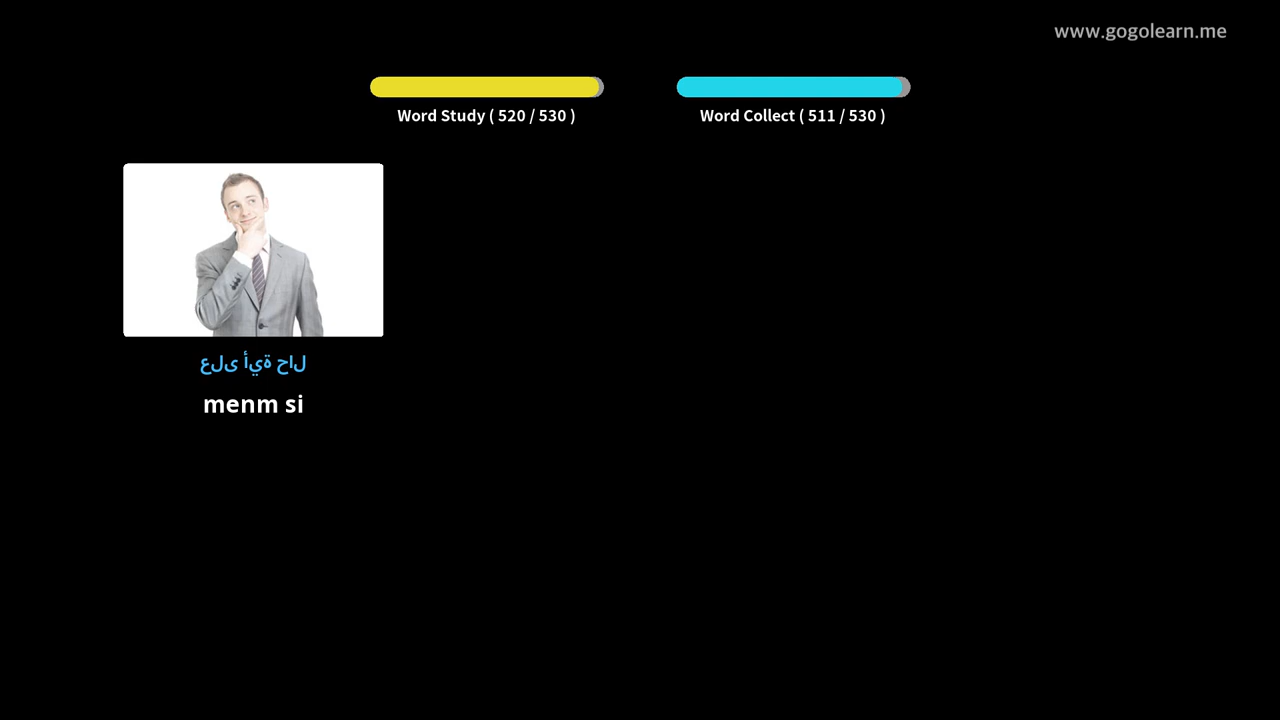 www.gogolearn.me
Word Study ( 520 / 530 )
Word Collect ( 511 / 530 )
على أية حال
menm si